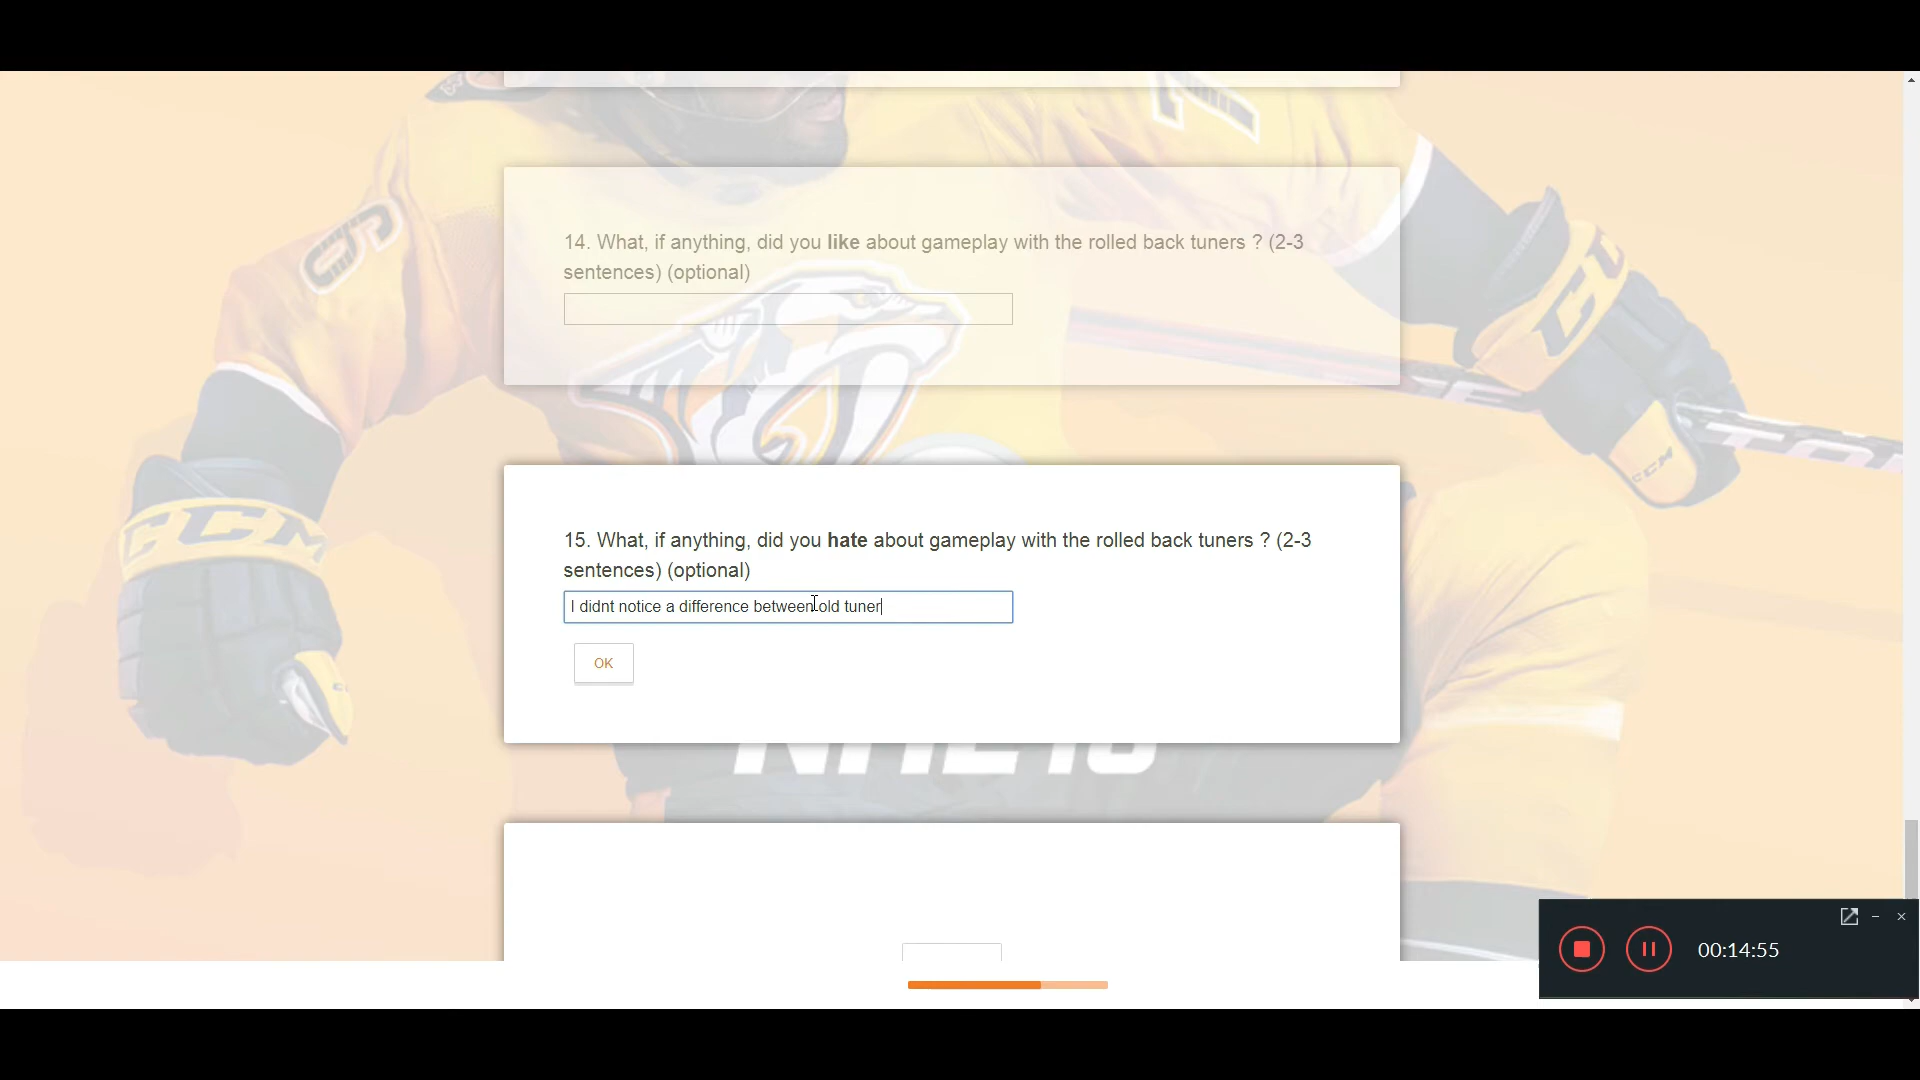 14. What, if anything, did you like about gameplay with the rolled back tuners ? (2-3
sentences) (optional)
CCM
CCM
15. What, if anything, did you hate about gameplay with the rolled back tuners ? (2-3
sentences) (optional)
I didnt notice a difference between old tuner
OK
00:14:55